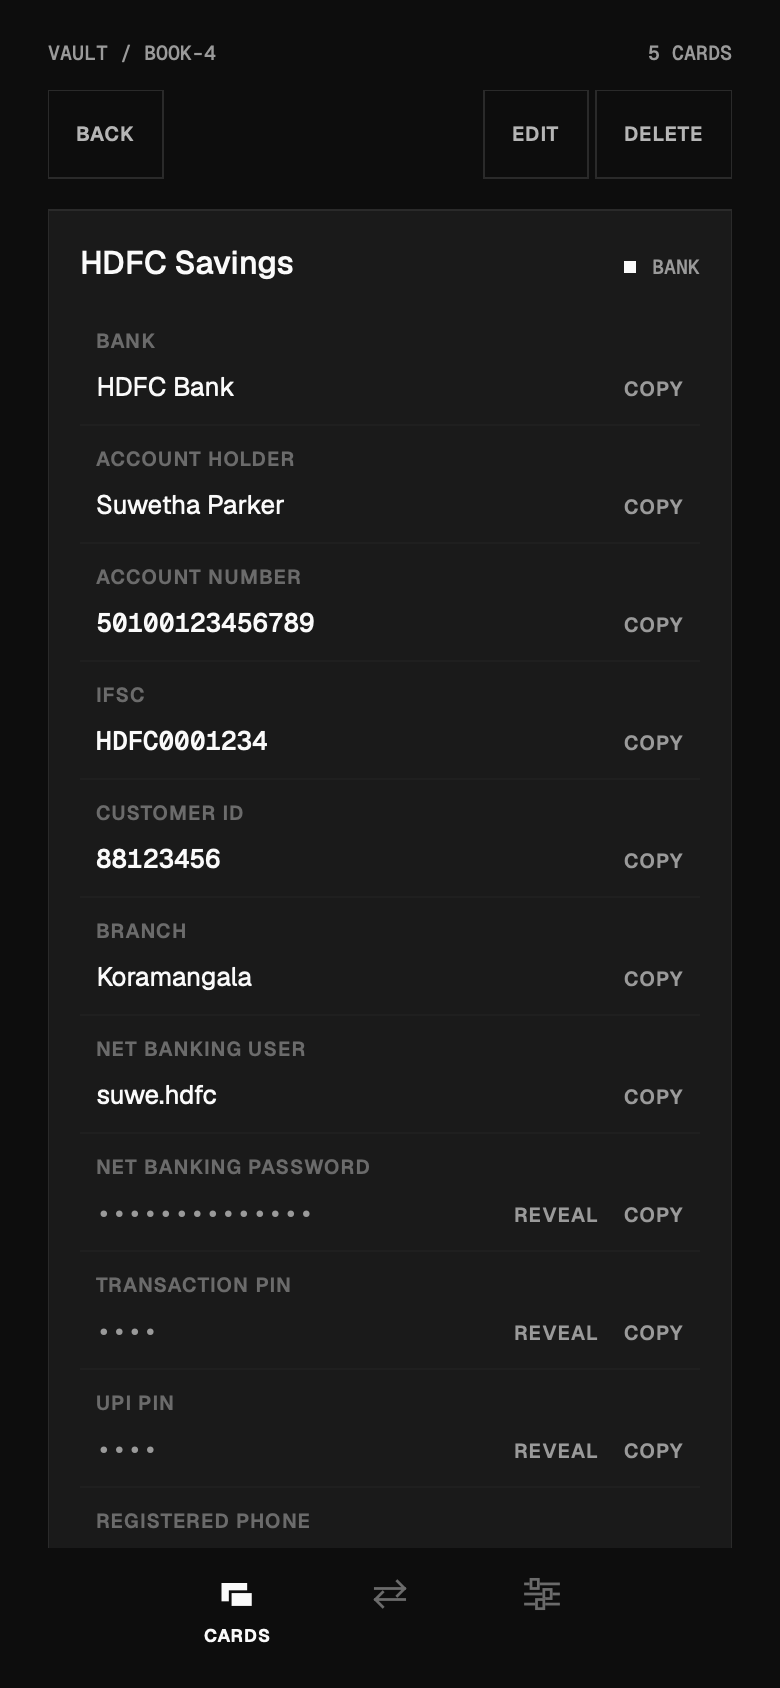 VAULT / BOOK-4
5 CARDS
BACK
EDIT
DELETE
HDFC Savings
BANK
BANK
HDFC Bank
COPY
ACCOUNT HOLDER
Suwetha Parker
COPY
ACCOUNT NUMBER
50100123456789
COPY
IFSC
HDFC0001234
COPY
CUSTOMER ID
88123456
COPY
BRANCH
Koramangala
COPY
NET BANKING USER
suwe.hdfc
COPY
NET BANKING PASSWORD
••••••••••••••
REVEAL
COPY
TRANSACTION PIN
••••
REVEAL
COPY
UPI PIN
••••
REVEAL
COPY
REGISTERED PHONE
CARDS